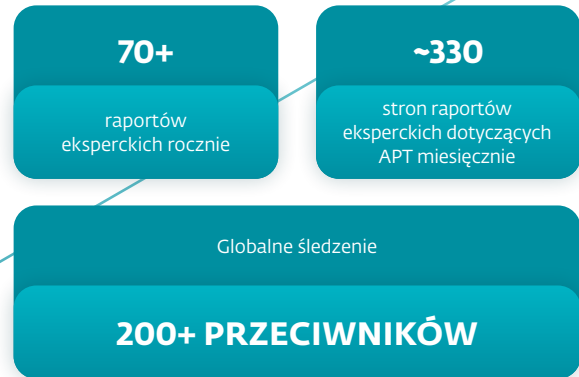 70+
raportów
eksperckich rocznie
~330
stron raportów
eksperckich dotyczących
APT miesięcznie
Globalne śledzenie
200+ PRZECIWNIKÓW